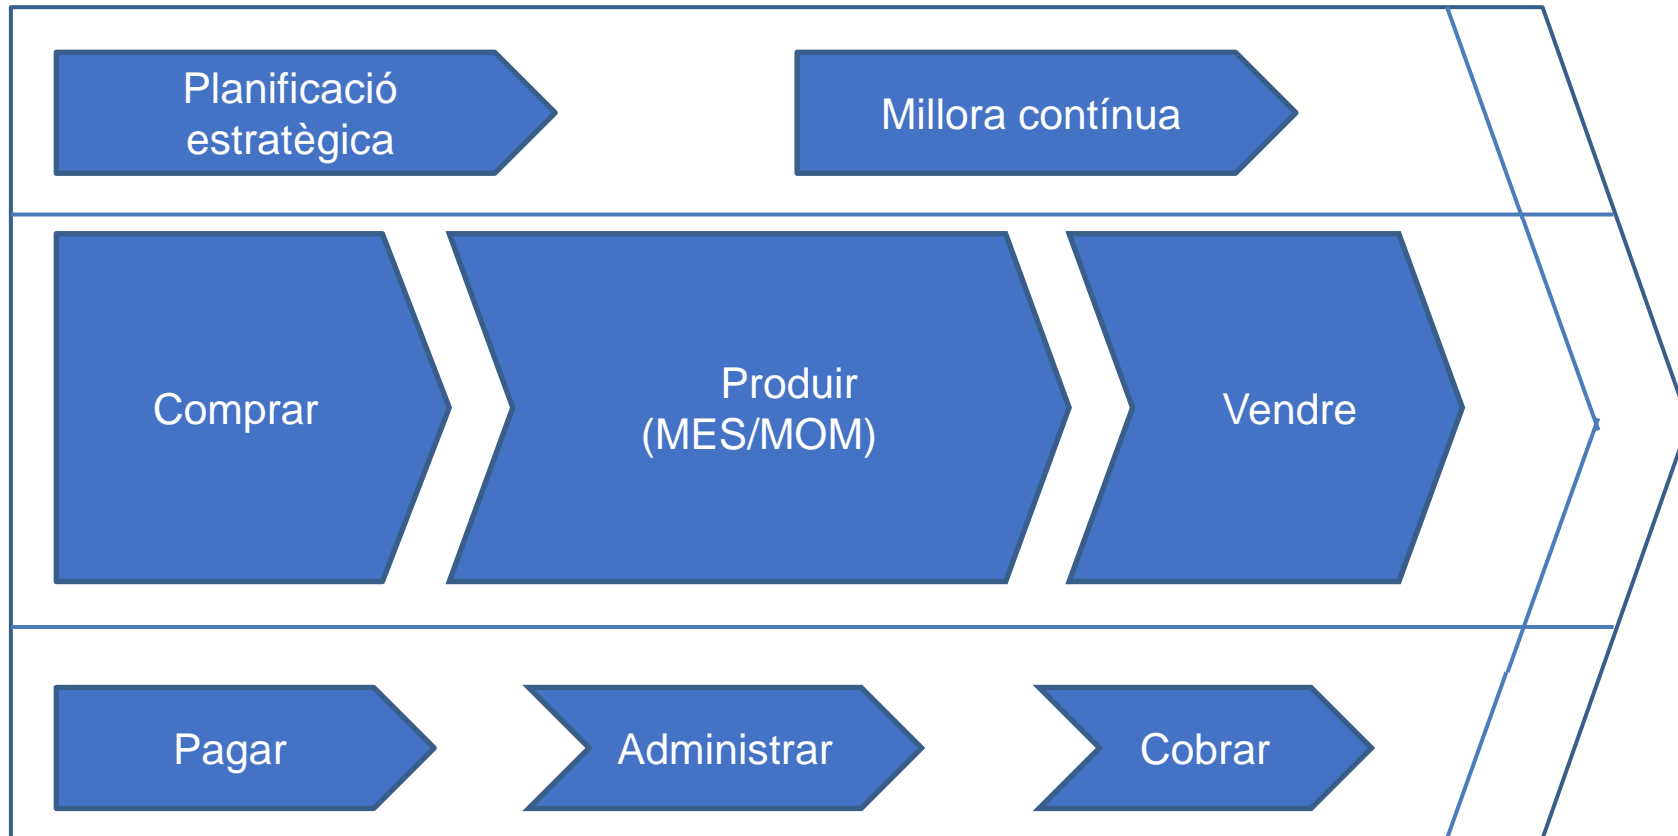 Planificació
estratègica
Millora contínua
Comprar
Produir
(MES/MOM)
Vendre
Pagar
Administrar
Cobrar